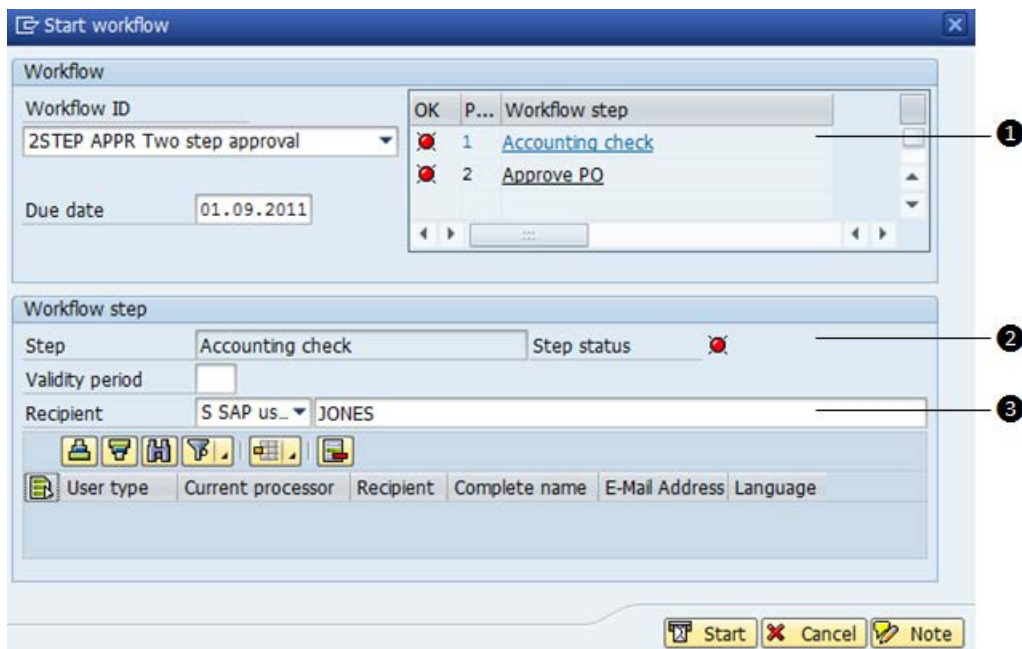 Start workflow
Workflow
Workflow ID
2STEP APPR Two step approval
Due date 01.09.2011
OK P... Workflow step
1 Accounting check
2 Approve PO
1
Workflow step
Step Accounting check Step status
2
Validity period
Recipient S SAP us... JONES
3
User type Current processor Recipient Complete name E-Mail Address Language
Start Cancel Note